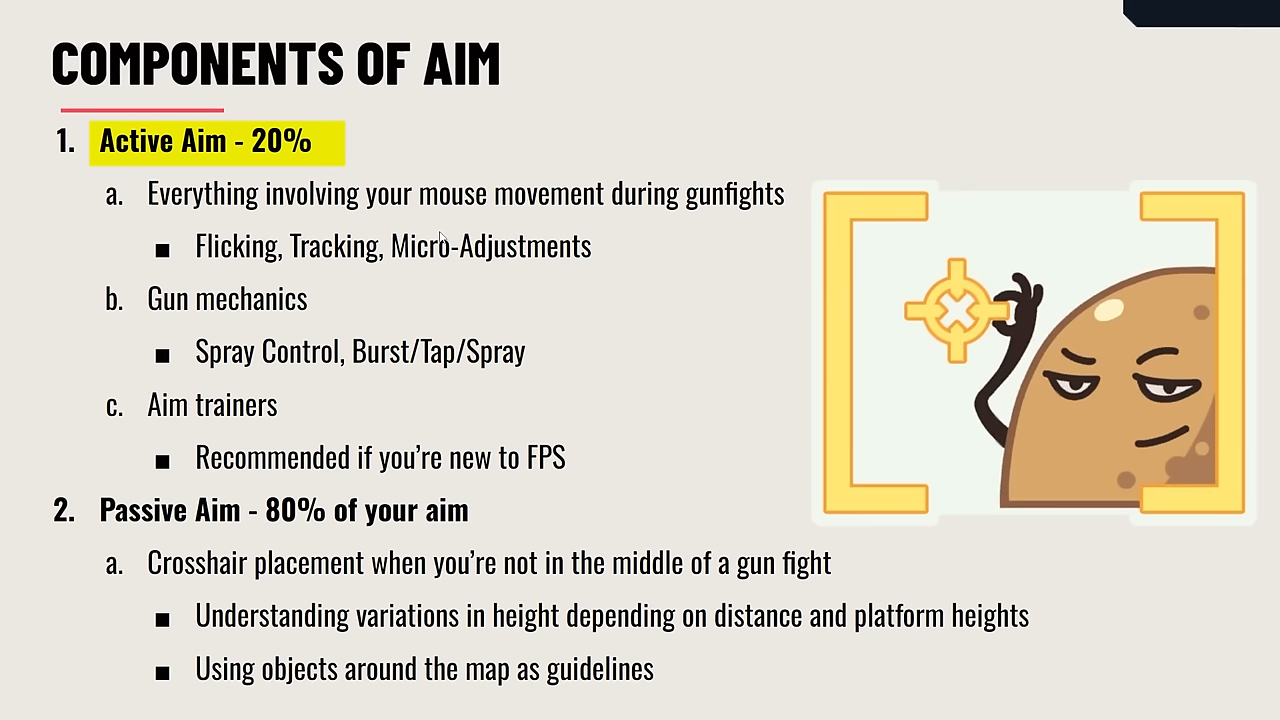 COMPONENTS OF AIM
1. Active Aim - 20%
a. Everything involving your mouse movement during gunfights
■ Flicking, Tracking, Micro-Adjustments
b. Gun mechanics
■ Spray Control, Burst/Tap/Spray
c. Aim trainers
■ Recommended if you’re new to FPS
2. Passive Aim - 80% of your aim
a. Crosshair placement when you’re not in the middle of a gun fight
■ Understanding variations in height depending on distance and platform heights
■ Using objects around the map as guidelines